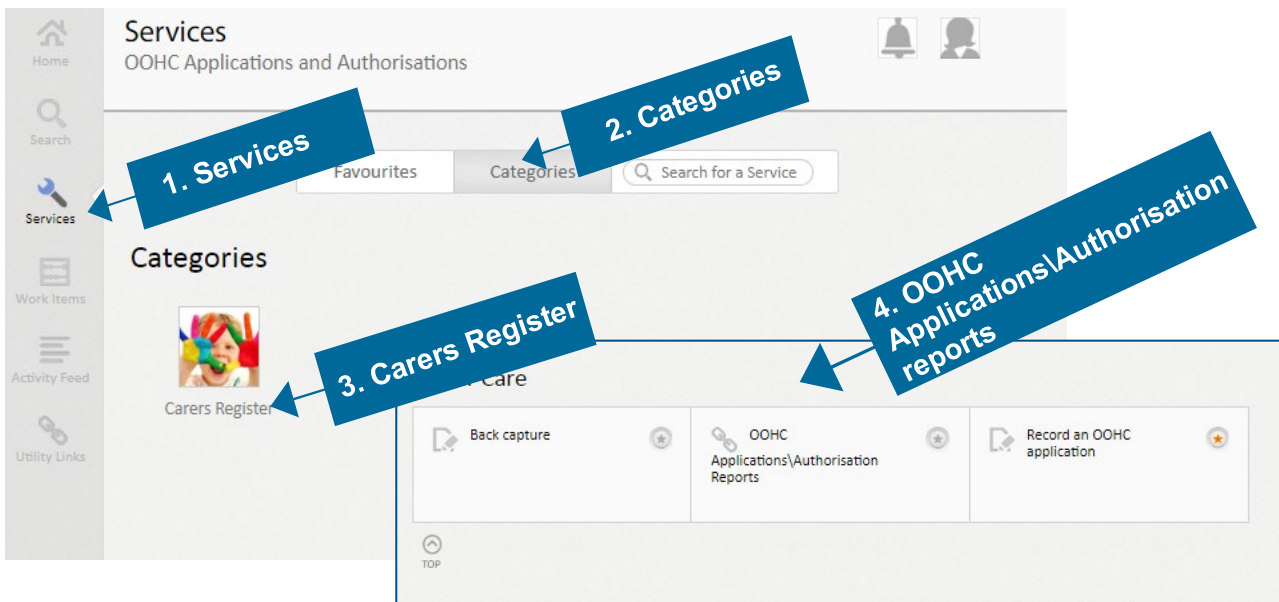 Home
Search
Services
Work Items
Activity Feed
Utility Links
Services
OOHC Applications and Authorisations
1. Services
2. Categories
Favourites
Categories
Search for a Service
Categories
3. Carers Register
Carers Register
4. OOHC
Applications\Authorisation
reports
Care
Back capture
OOHC
Applications\Authorisation
Reports
Record an OOHC
application
TOP